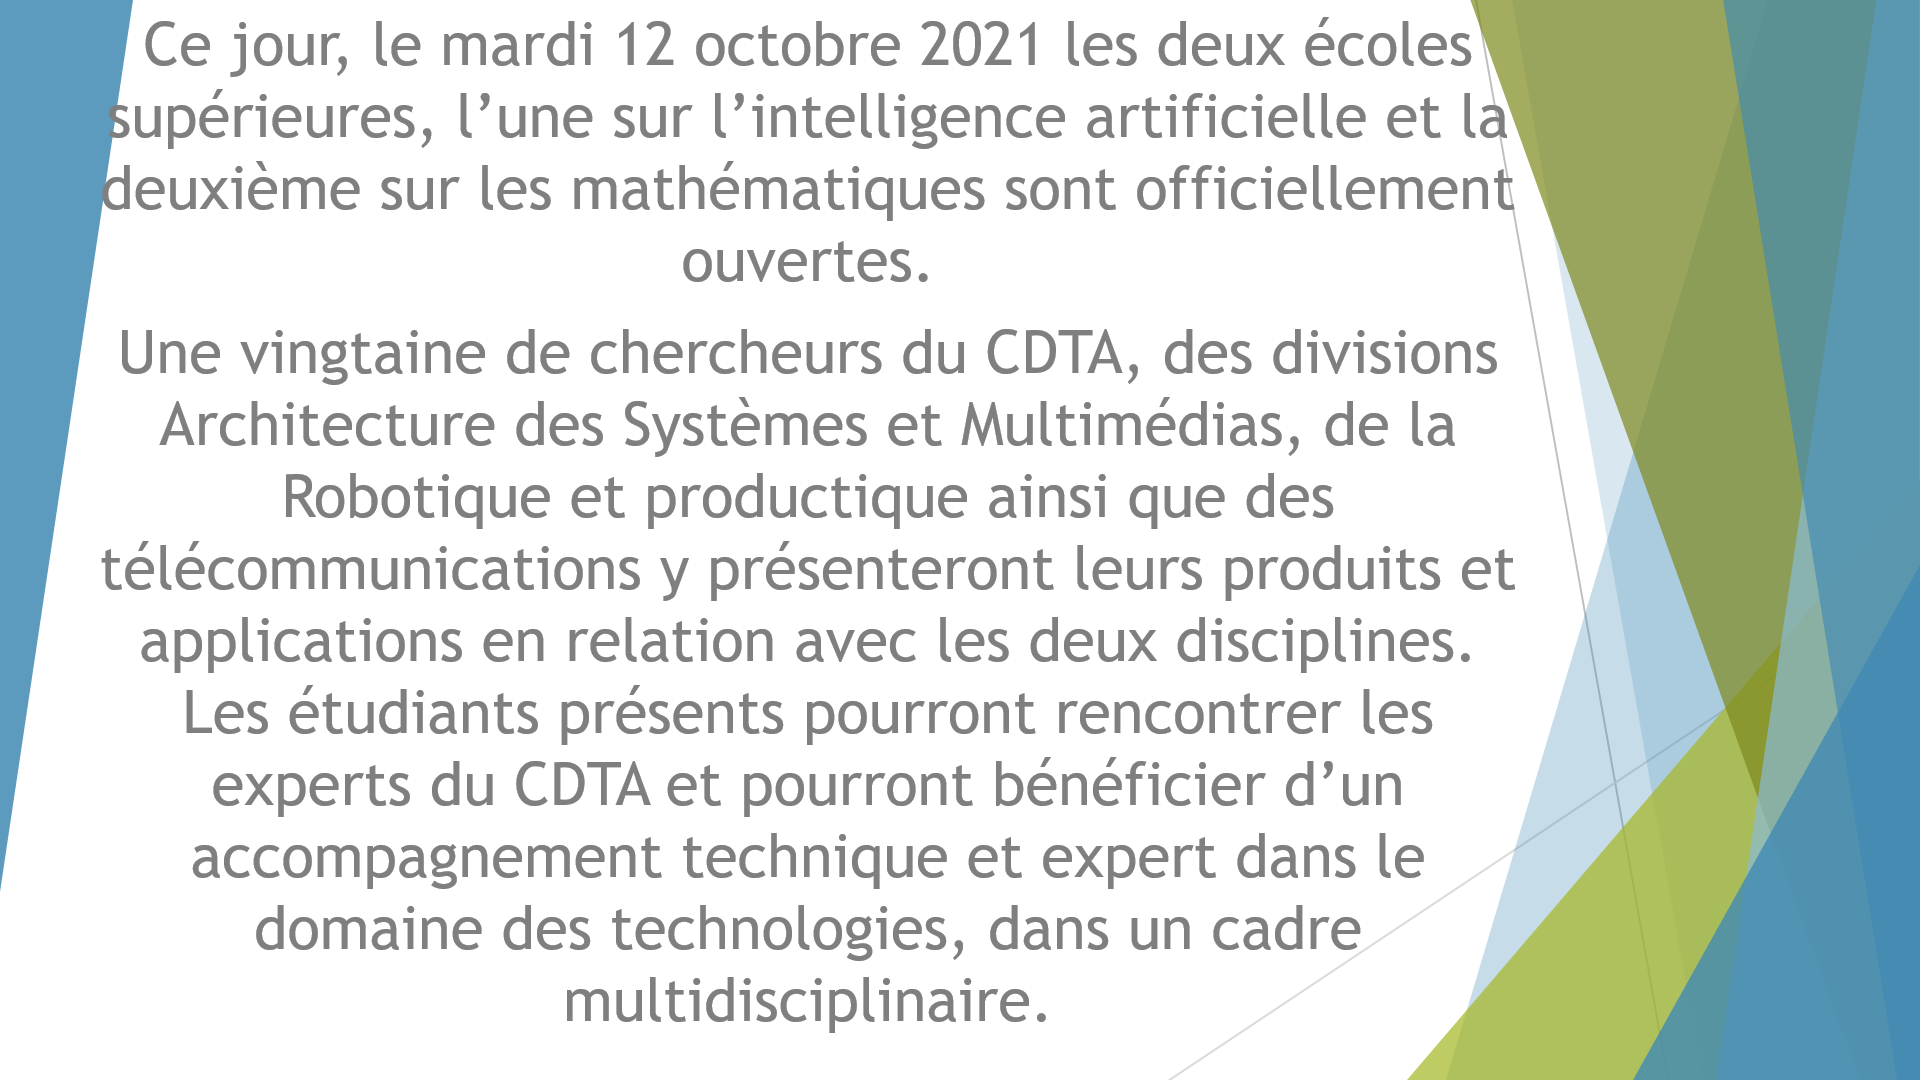 Ce jour, le mardi 12 octobre 2021 les deux écoles
supérieures, l’une sur l’intelligence artificielle et la
deuxième sur les mathématiques sont officiellement
ouvertes.
Une vingtaine de chercheurs du CDTA, des divisions
Architecture des Systèmes et Multimédias, de la
Robotique et productique ainsi que des
télécommunications y présenteront leurs produits et
applications en relation avec les deux disciplines.
Les étudiants présents pourront rencontrer les
experts du CDTA et pourront bénéficier d’un
accompagnement technique et expert dans le
domaine des technologies, dans un cadre
multidisciplinaire.